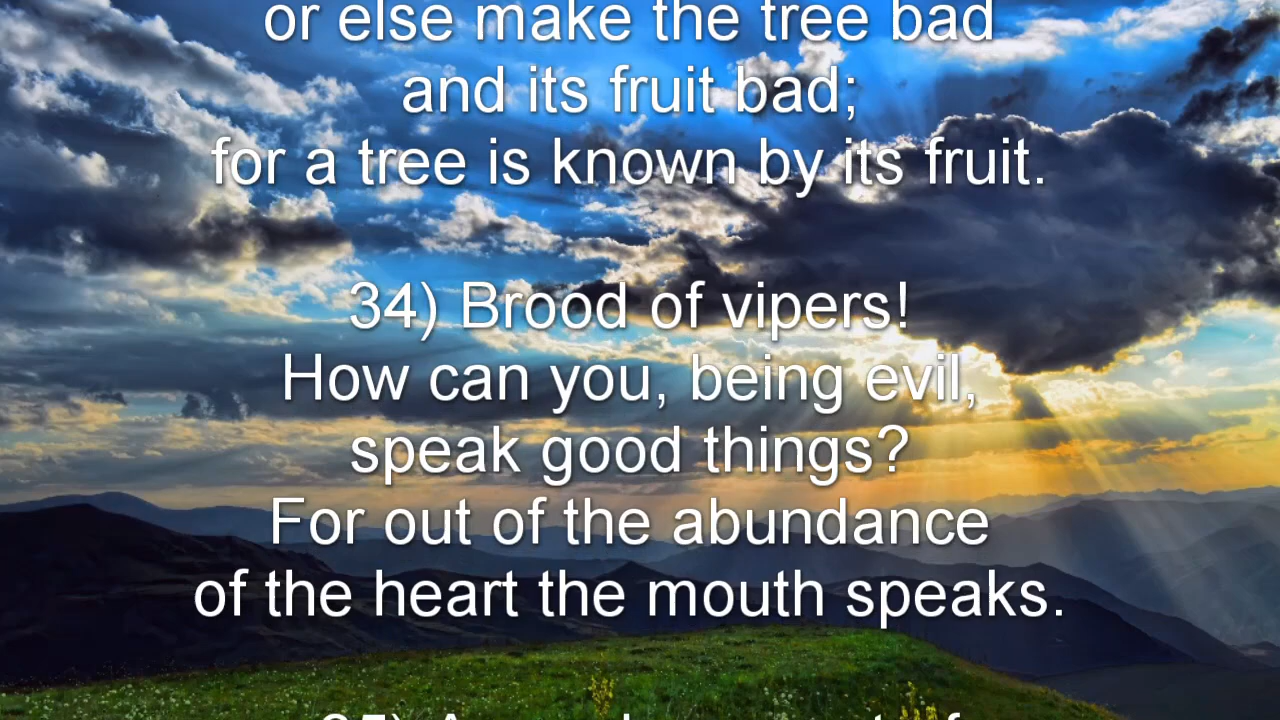 or else make the tree bad
and its fruit bad;
for a tree is known by its fruit.
34) Brood of vipers!
How can you, being evil,
speak good things?
For out of the abundance
of the heart the mouth speaks.